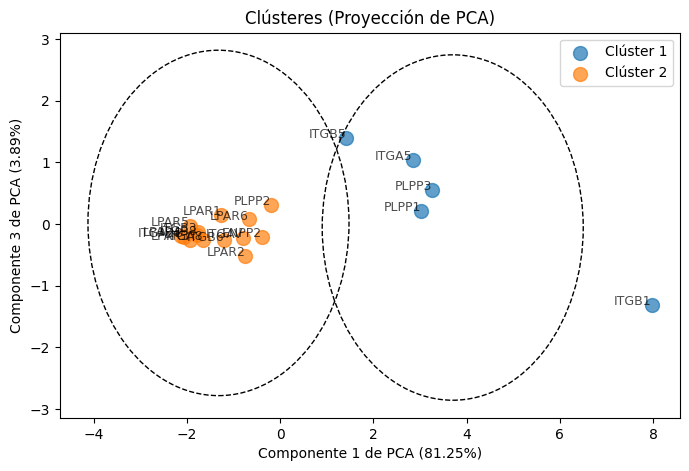 Clústeres (Proyección de PCA)
Clúster 1
Clúster 2
ITGB5
ITGA5
PLPP3
PLPP1
PLPP2
LPAR1
LPAR6
LPAR5
ENPP2
LPAR2
ITGB1
3
2
1
0
−1
−2
−3
−4
−2
0
2
4
6
8
Componente 3 de PCA (3.89%)
Componente 1 de PCA (81.25%)